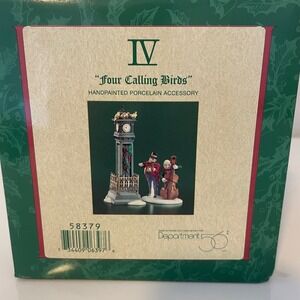 IV
"Four Calling Birds"
HANDPAINTED PORCELAIN ACCESSORY
58379
Department 56